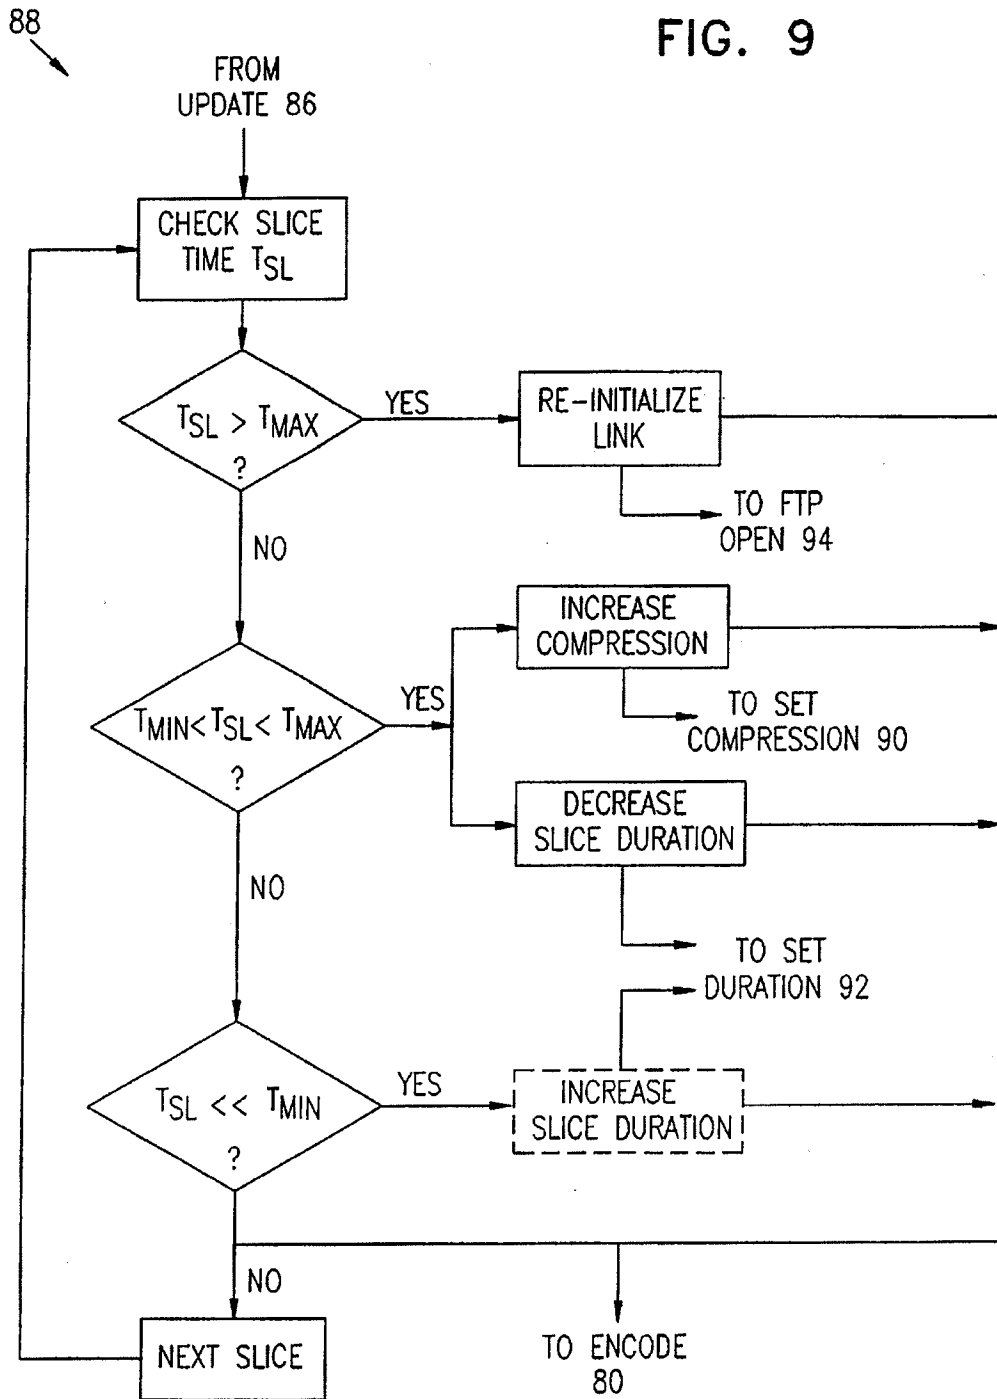 88
FIG. 9
FROM
UPDATE 86
CHECK SLICE
TIME TSL
TSL > TMAX
?
YES
RE-INITIALIZE
LINK
TO FTP
OPEN 94
NO
INCREASE
COMPRESSION
TMIN<TSL< TMAX
?
YES
TO SET
COMPRESSION 90
DECREASE
SLICE DURATION
NO
TO SET
DURATION 92
TSL << TMIN
?
YES
INCREASE
SLICE DURATION
NO
NEXT SLICE
TO ENCODE
80